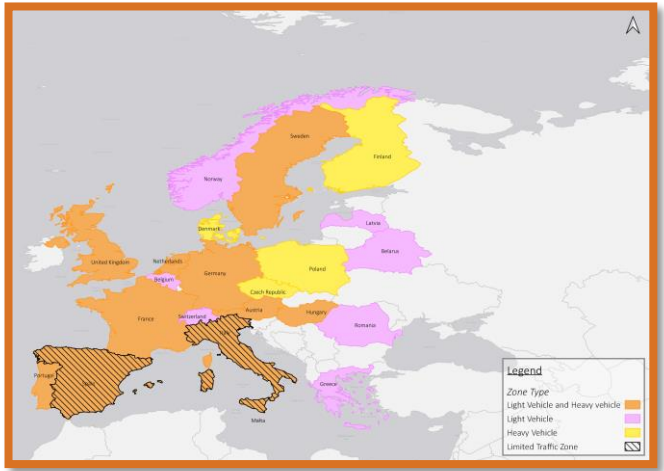 Sweden
Finland
Norway
Latvia
Denmark
Belarus
United Kingdom
Netherlands
Germany
Poland
Belgium
Czech Republic
France
Austria
Hungary
Switzerland
Romania
Italy
Portugal
Spain
Greece
Malta
Legend
Zone Type
Light Vehicle and Heavy vehicle
Light Vehicle
Heavy Vehicle
Limited Traffic Zone